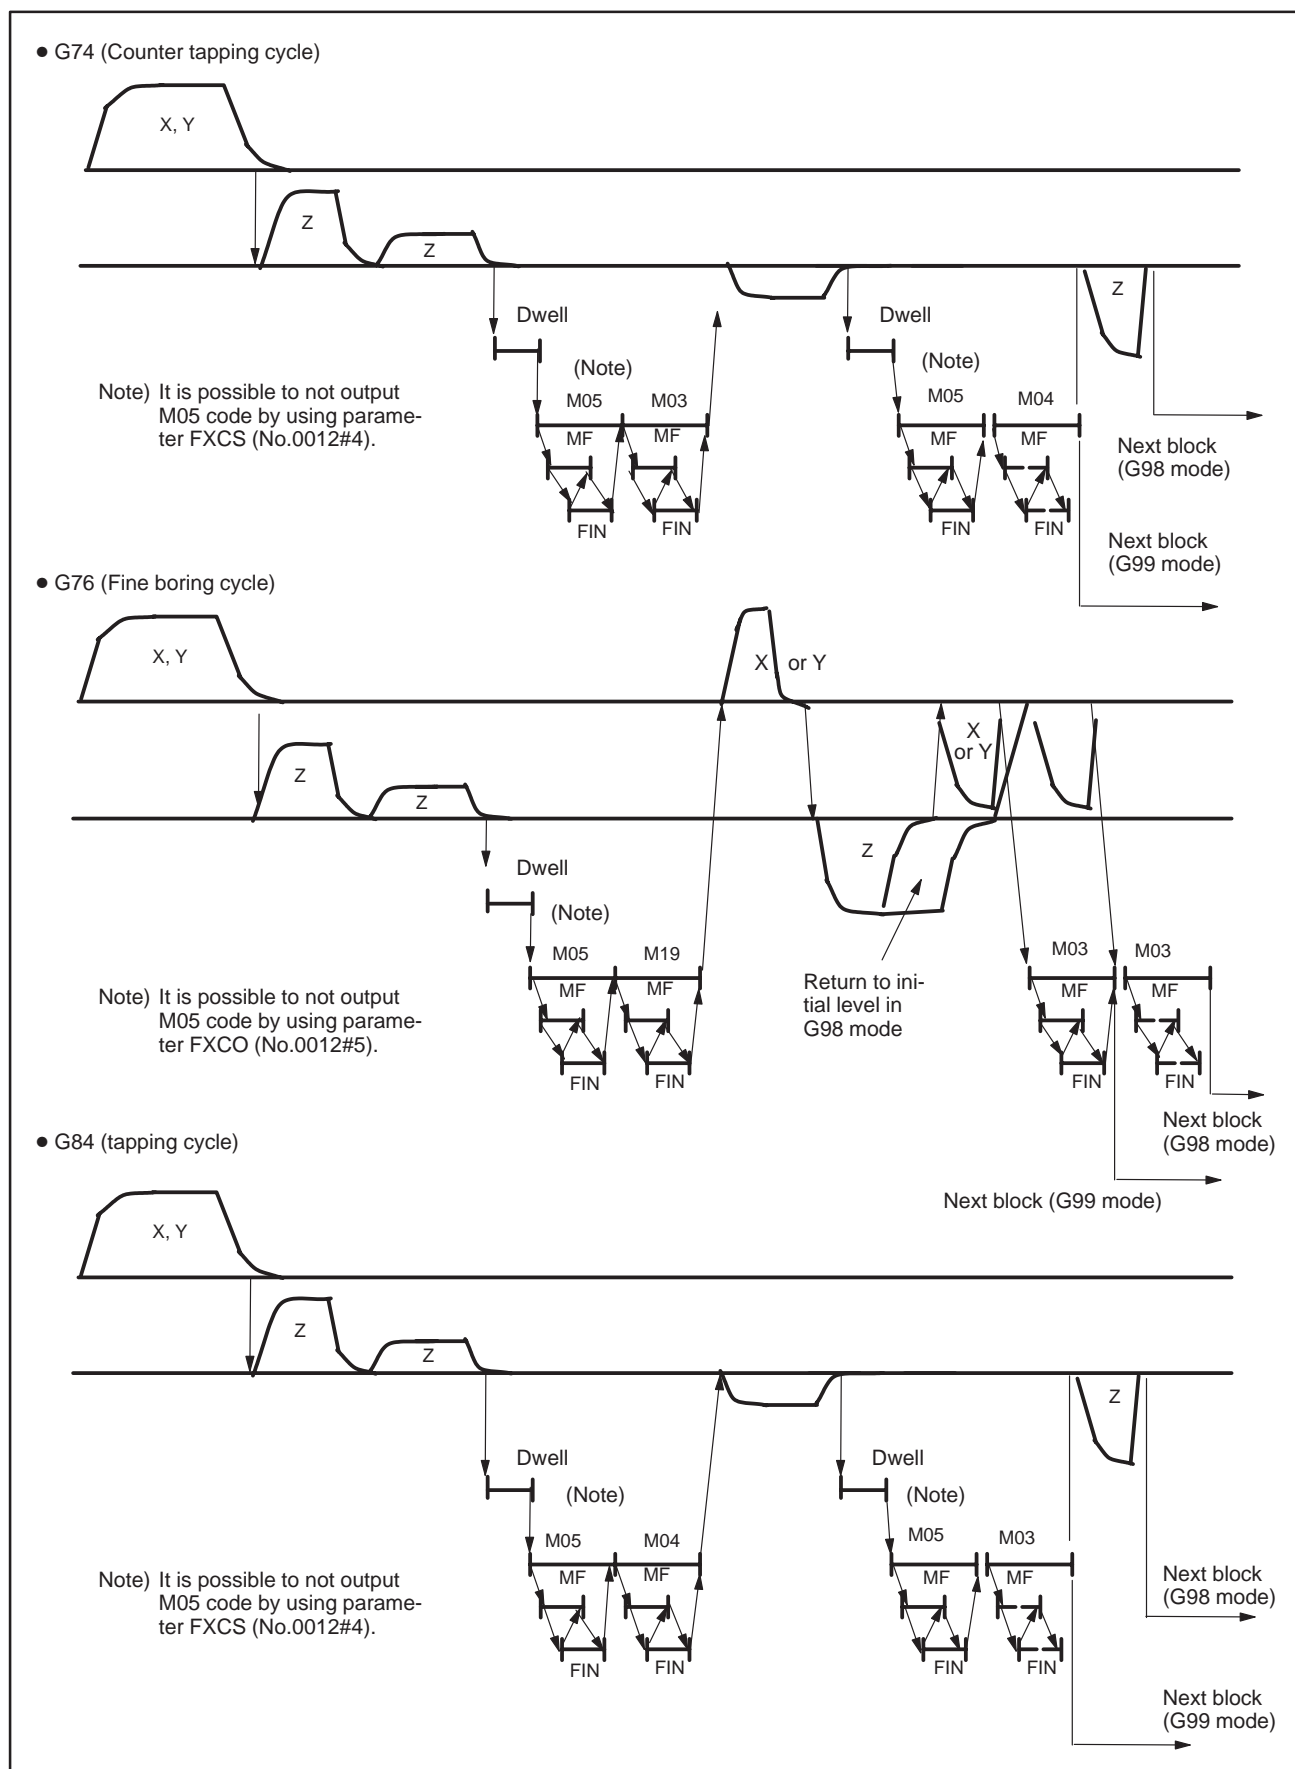 ● G74 (Counter tapping cycle)
X, Y
Z
Z
Z
Dwell
Dwell
(Note)
(Note)
Note) It is possible to not output
M05 code by using parame-
ter FXCS (No.0012#4).
M05 M03
MF MF
FIN FIN
M05 M04
MF MF
FIN FIN
Next block
(G98 mode)
Next block
(G99 mode)
● G76 (Fine boring cycle)
X, Y
X or Y
X
or Y
Z
Z
Z
Dwell
(Note)
Note) It is possible to not output
M05 code by using parame-
ter FXCO (No.0012#5).
M05 M19
MF MF
FIN FIN
Return to ini-
tial level in
G98 mode
M03 M03
MF MF
FIN FIN
Next block
(G98 mode)
Next block (G99 mode)
● G84 (tapping cycle)
X, Y
Z
Z
Z
Dwell
Dwell
(Note)
(Note)
Note) It is possible to not output
M05 code by using parame-
ter FXCS (No.0012#4).
M05 M04
MF MF
FIN FIN
M05 M03
MF MF
FIN FIN
Next block
(G98 mode)
Next block
(G99 mode)